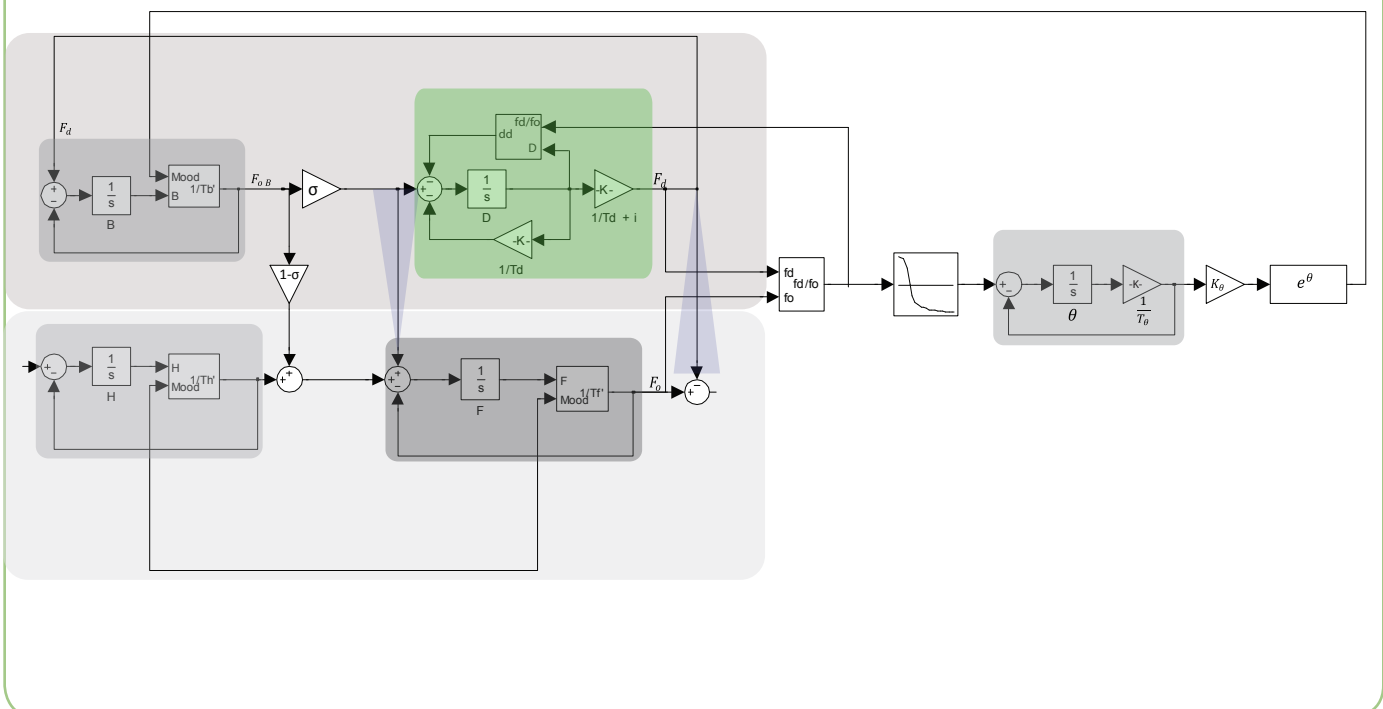 F_d
+
−
1
s
B
Mood
B
1/Tb'
F_o B
σ
1-σ
fd/fo
dd
D
−
+
−
1
s
D
-K-
1/Td + i
-K-
1/Td
F_d
fd
fd/fo
fo
+
−
1
s
θ
-K-
1
T_θ
K_θ
e^θ
+
−
1
s
H
H
Mood
1/Th'
+
+
+
+
−
1
s
F
F
Mood
1/Tf'
F_o
−
+